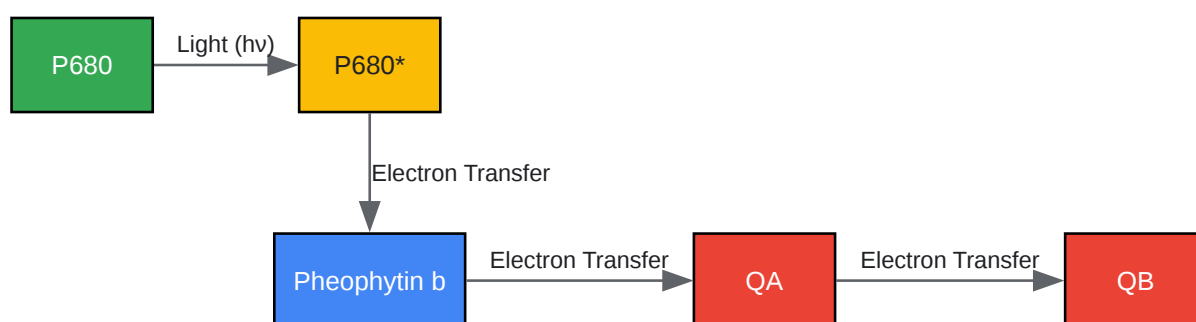 P680
Light (hν)
P680*
Electron Transfer
Pheophytin b
Electron Transfer
QA
Electron Transfer
QB